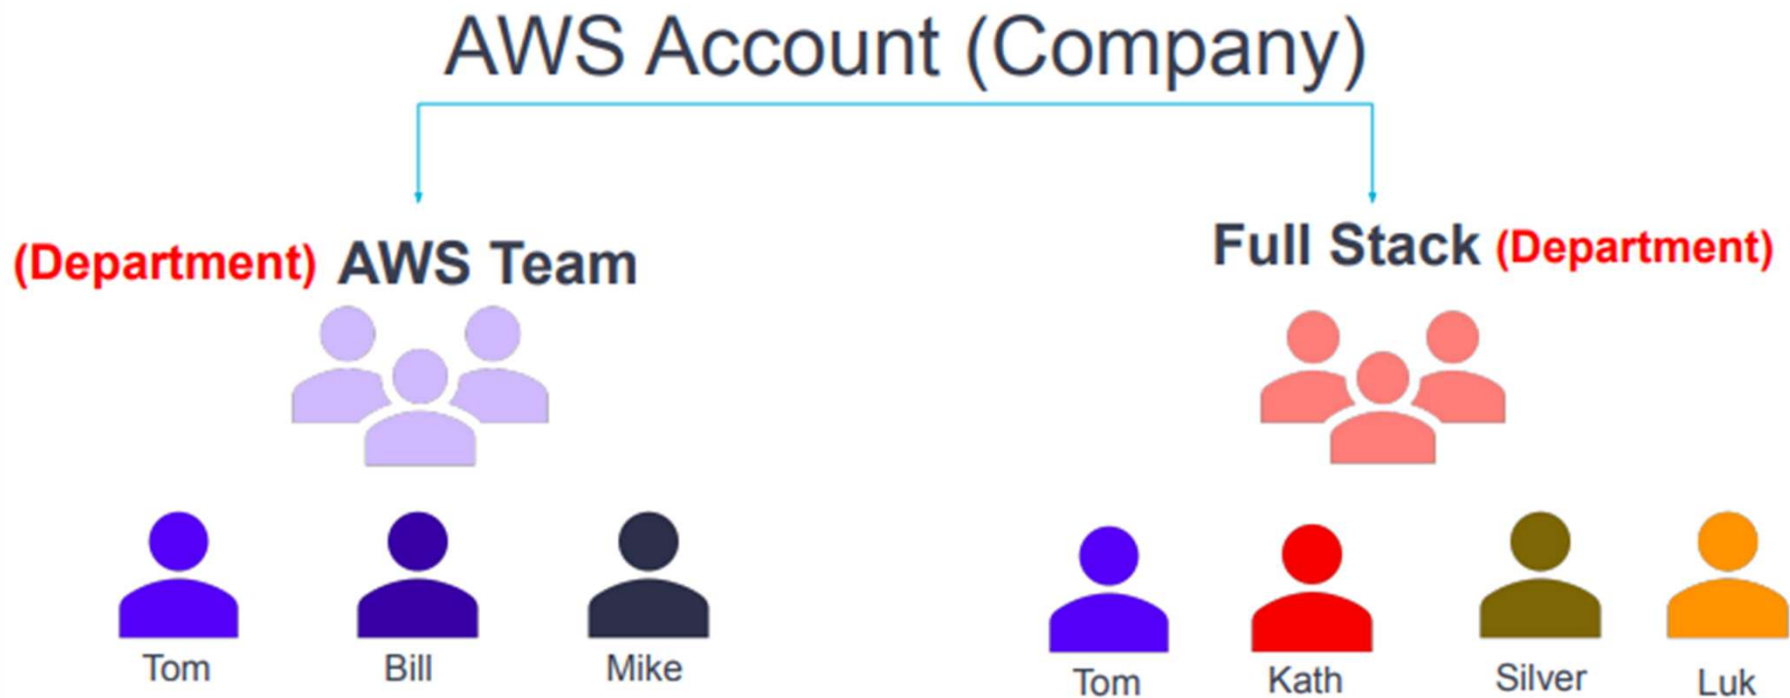 AWS Account (Company)
(Department) AWS Team
Full Stack (Department)
Tom
Bill
Mike
Tom
Kath
Silver
Luk